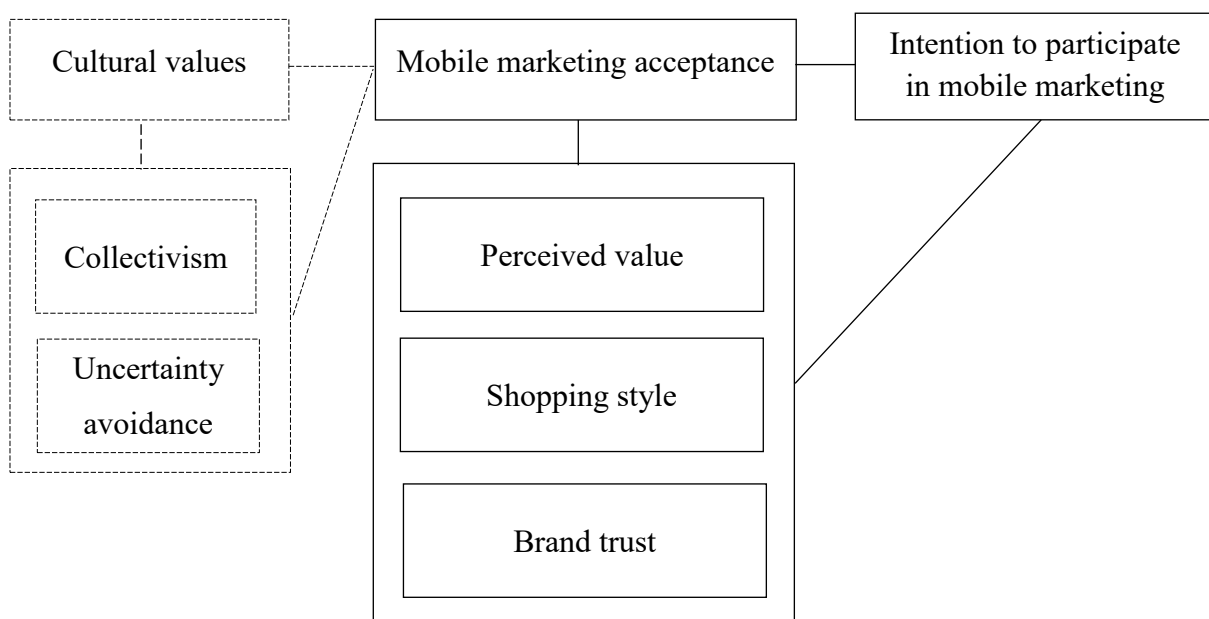 Cultural values
Mobile marketing acceptance
Intention to participate
in mobile marketing
Collectivism
Uncertainty
avoidance
Perceived value
Shopping style
Brand trust